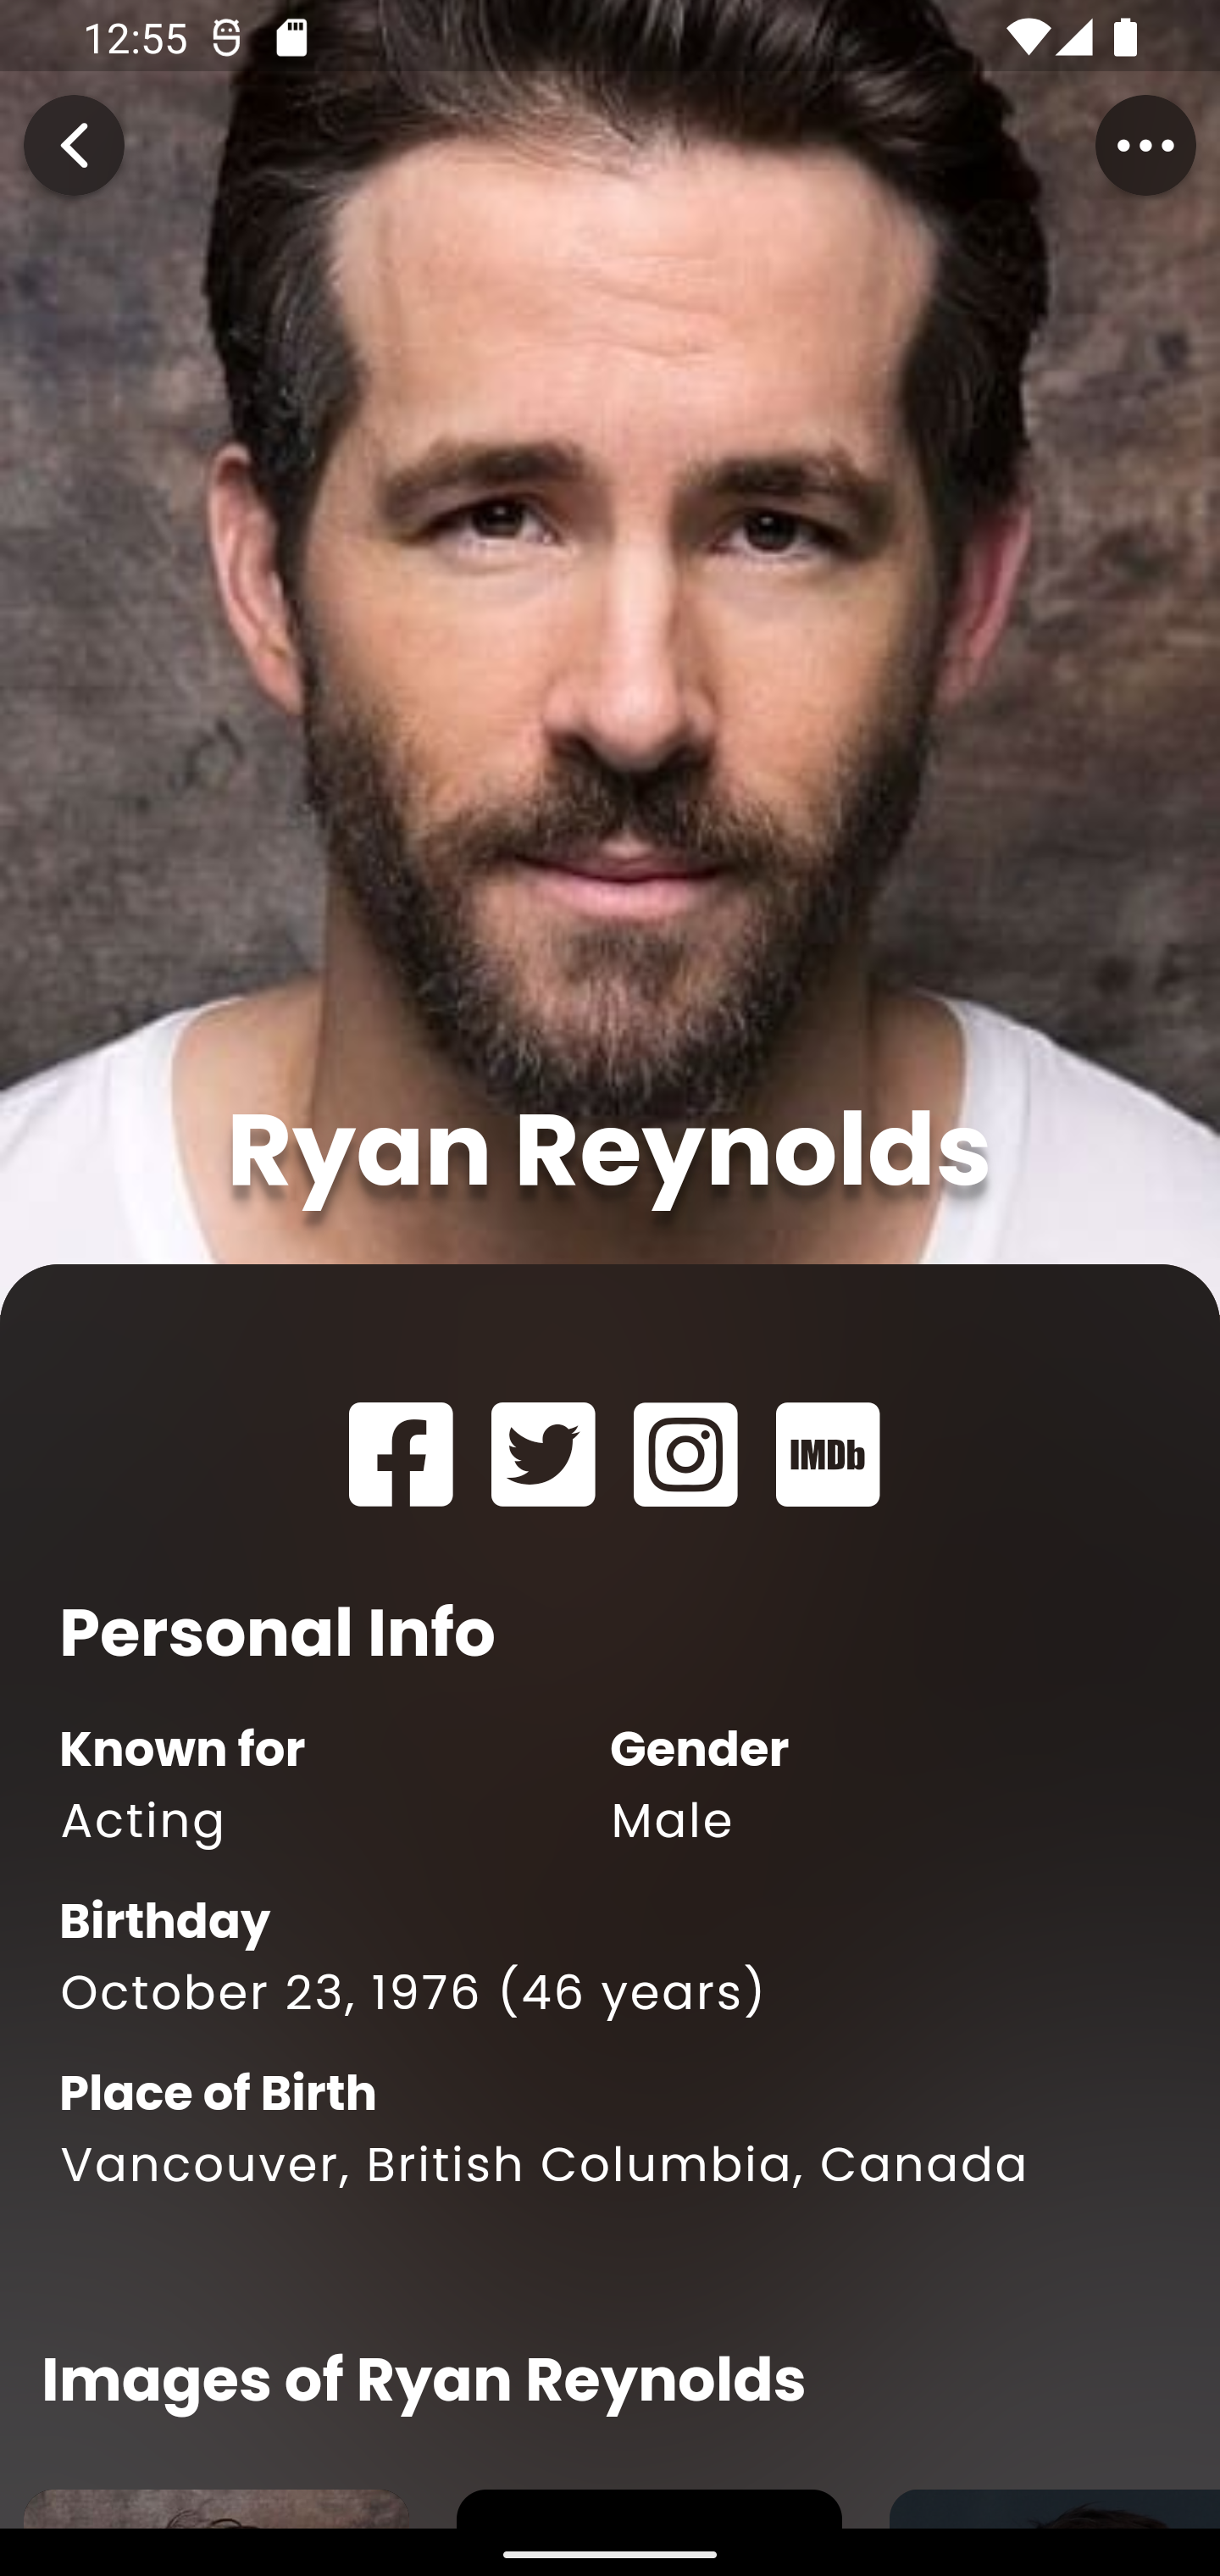 12:55
Ryan Reynolds
IMDb
Personal Info
Known for
Gender
Acting
Male
Birthday
October 23, 1976 (46 years)
Place of Birth
Vancouver, British Columbia, Canada
Images of Ryan Reynolds